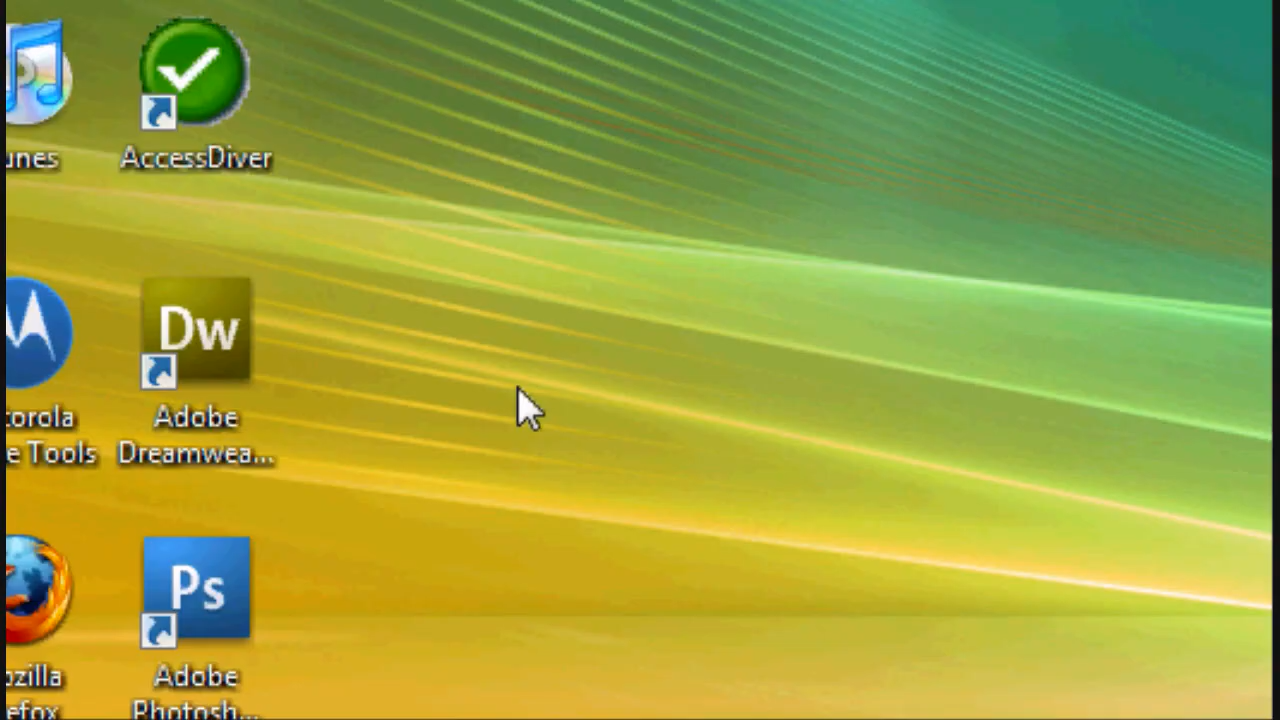 unes
AccessDiver
Dw
torola
e Tools
Adobe
Dreamwea...
Ps
ozilla
efox
Adobe
Photosh...